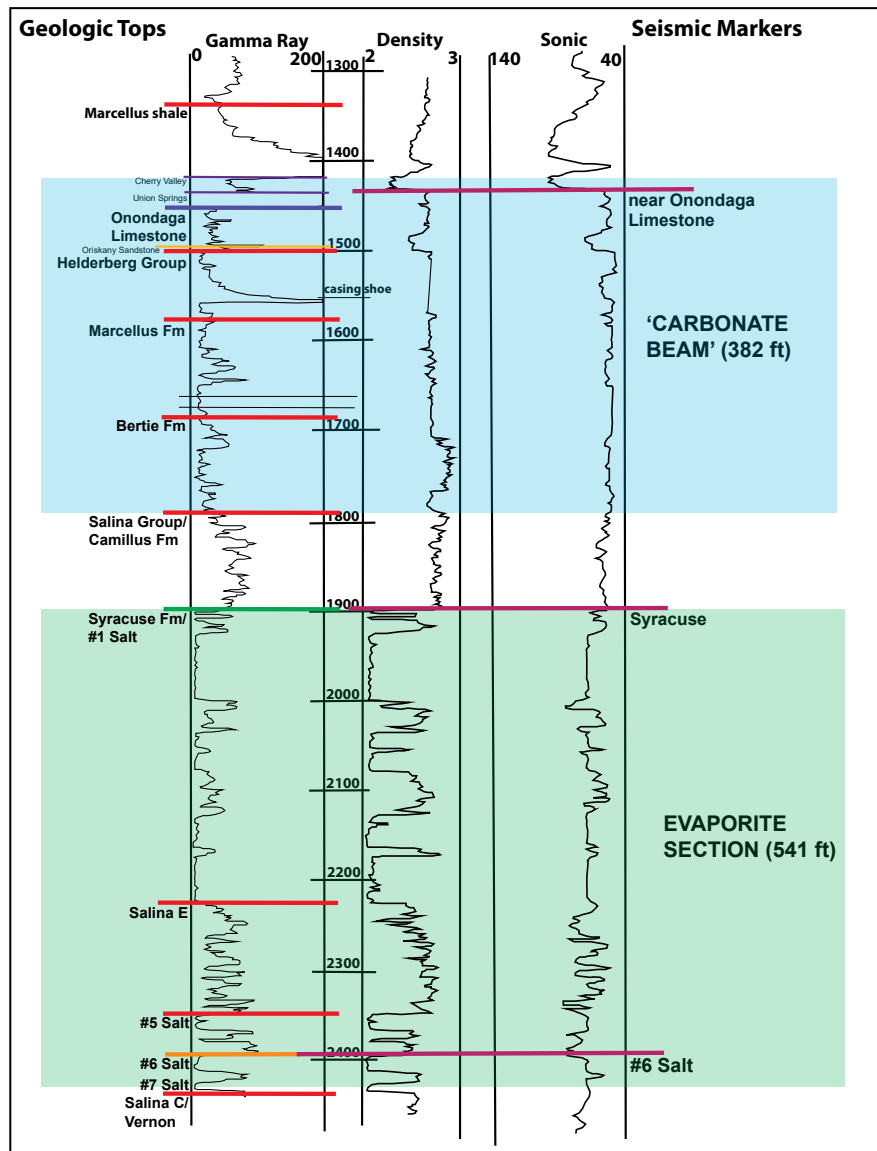 Geologic Tops
Seismic Markers
Gamma Ray
Density
Sonic
0
200
2
3
140
40
1300
Marcellus shale
1400
Cherry Valley
Union Springs
near Onondaga
Limestone
Onondaga
Limestone
Oriskany Sandstone
1500
Helderberg Group
casing shoe
Marcellus Fm
1600
‘CARBONATE
BEAM’ (382 ft)
Bertie Fm
1700
Salina Group/
Camillus Fm
1800
1900
Syracuse Fm/
#1 Salt
Syracuse
2000
2100
EVAPORITE
SECTION (541 ft)
2200
Salina E
2300
#5 Salt
2400
#6 Salt
#6 Salt
#7 Salt
Salina C/
Vernon